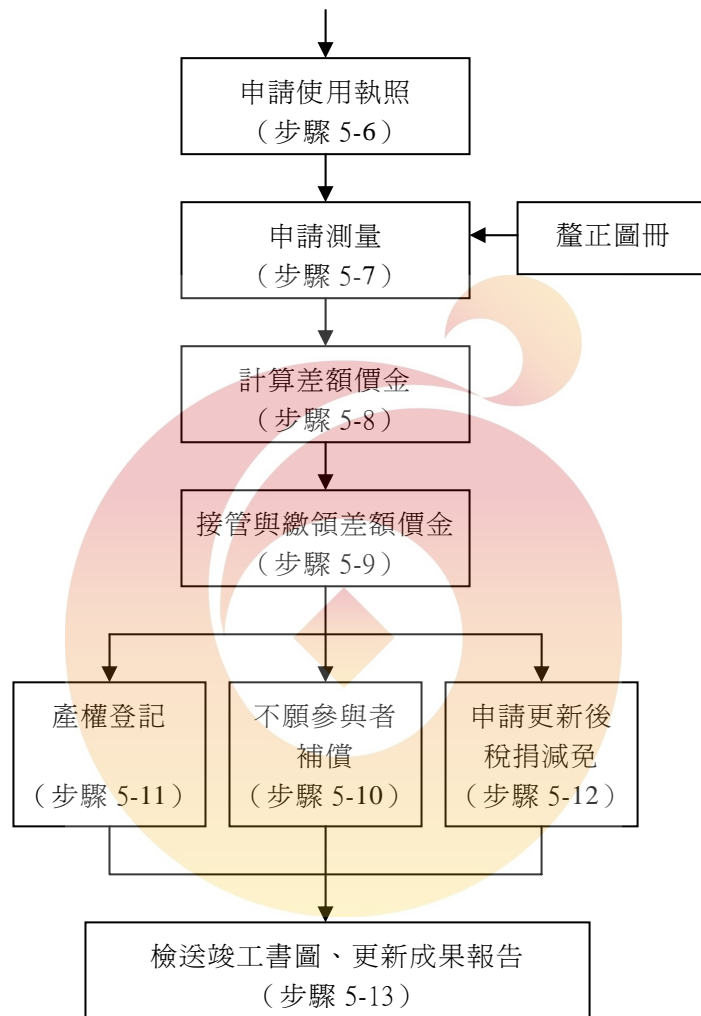 申請使用執照
（步驟 5-6）
申請測量
（步驟 5-7）
釐正圖冊
計算差額價金
（步驟 5-8）
接管與繳領差額價金
（步驟 5-9）
產權登記
（步驟 5-11）
不願參與者
補償
（步驟 5-10）
申請更新後
稅捐減免
（步驟 5-12）
檢送竣工書圖、更新成果報告
（步驟 5-13）